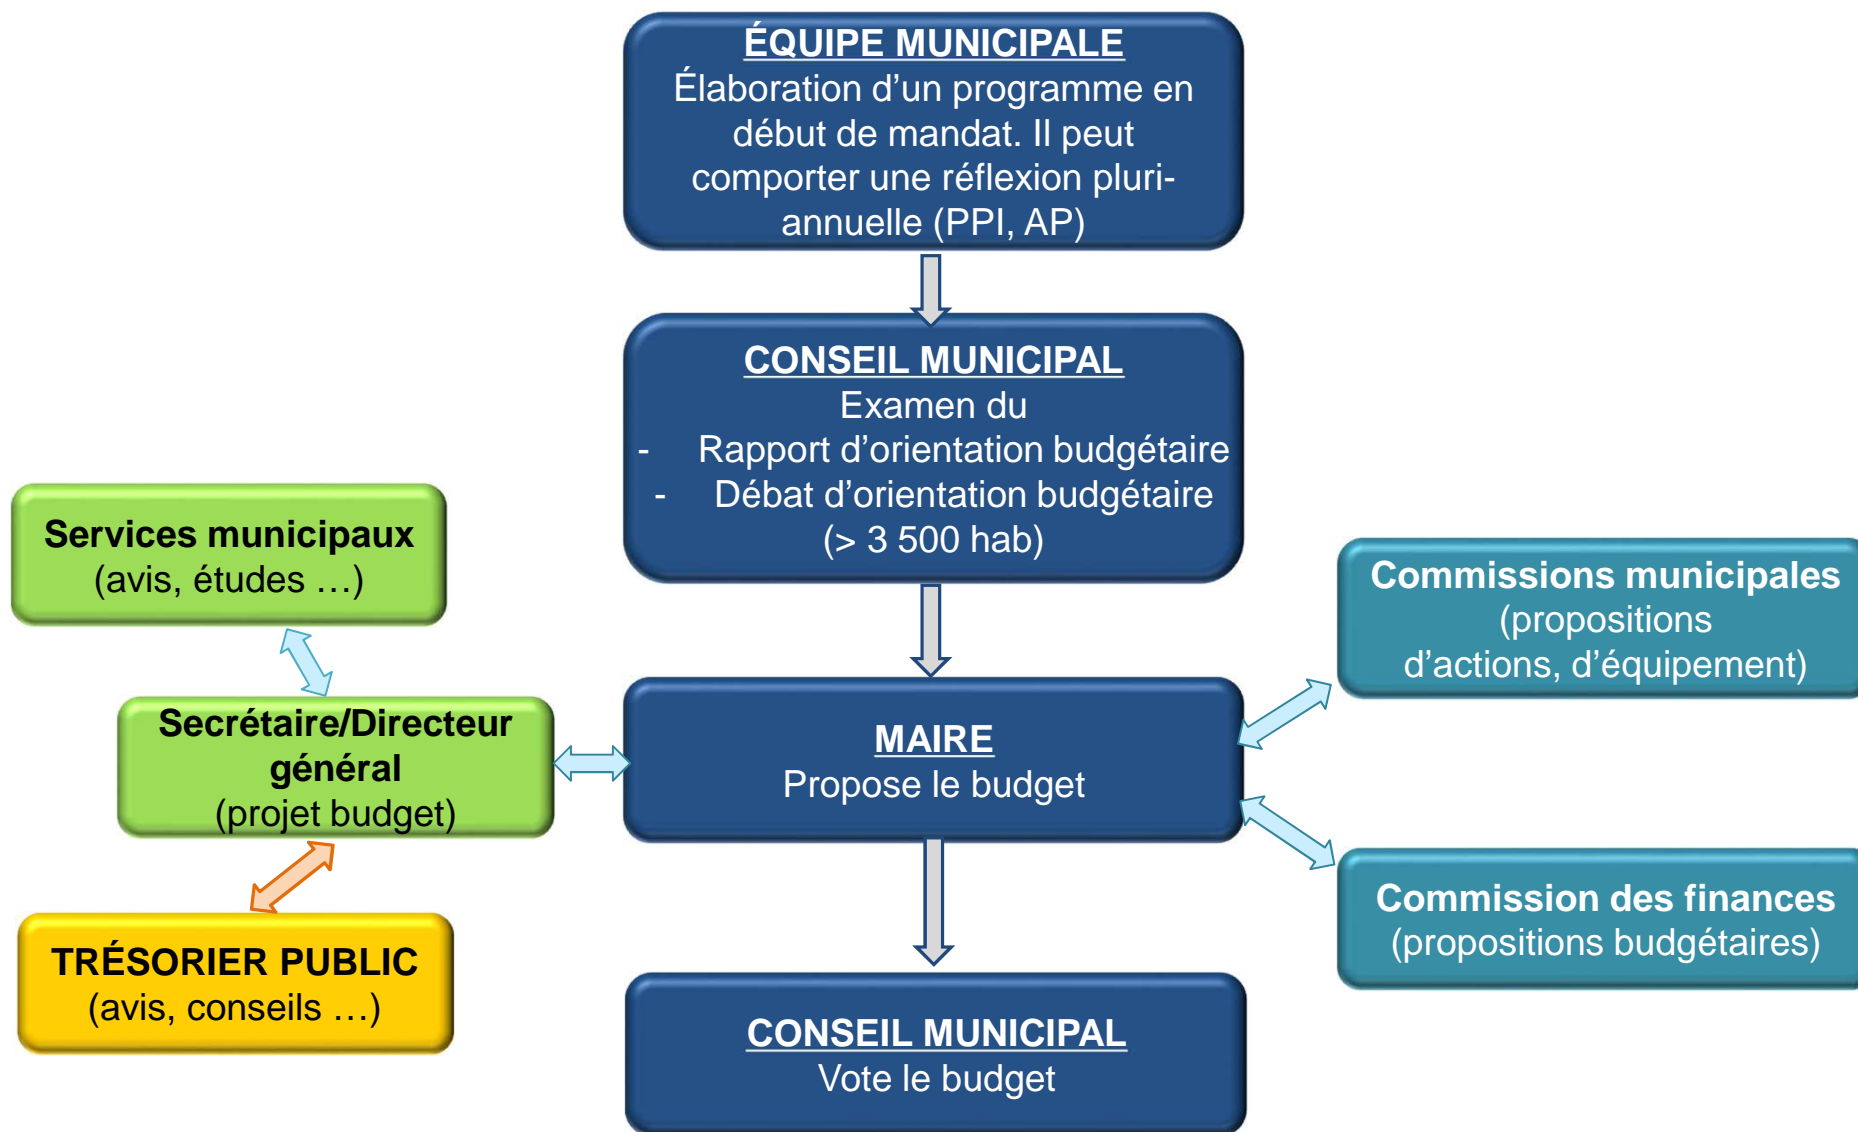 ÉQUIPE MUNICIPALE
Élaboration d’un programme en
début de mandat. Il peut
comporter une réflexion pluri-
annuelle (PPI, AP)
CONSEIL MUNICIPAL
Examen du
- Rapport d’orientation budgétaire
- Débat d’orientation budgétaire
(> 3 500 hab)
Services municipaux
(avis, études …)
Secrétaire/Directeur
général
(projet budget)
TRÉSORIER PUBLIC
(avis, conseils …)
MAIRE
Propose le budget
Commissions municipales
(propositions
d’actions, d’équipement)
Commission des finances
(propositions budgétaires)
CONSEIL MUNICIPAL
Vote le budget